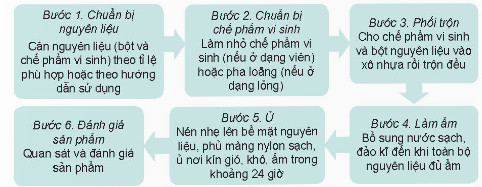 Bước 1. Chuẩn bị
nguyên liệu
Cân nguyên liệu (bột và
chế phẩm vi sinh) theo tỉ lệ
phù hợp hoặc theo hướng
dẫn sử dụng
Bước 2. Chuẩn bị
chế phẩm vi sinh
Làm nhỏ chế phẩm vi
sinh (nếu ở dạng viên)
hoặc pha loãng (nếu ở
dạng lỏng)
Bước 3. Phối trộn
Cho chế phẩm vi sinh
và bột nguyên liệu vào
xô nhựa rồi trộn đều
Bước 4. Làm ẩm
Bổ sung nước sạch,
đảo kĩ đến khi toàn bộ
nguyên liệu đủ ẩm
Bước 5. Ủ
Nén nhẹ lên bề mặt nguyên
liệu, phủ màng nylon sạch,
ủ nơi kín gió, khô, ấm trong
khoảng 24 giờ
Bước 6. Đánh giá
sản phẩm
Quan sát và đánh giá
sản phẩm